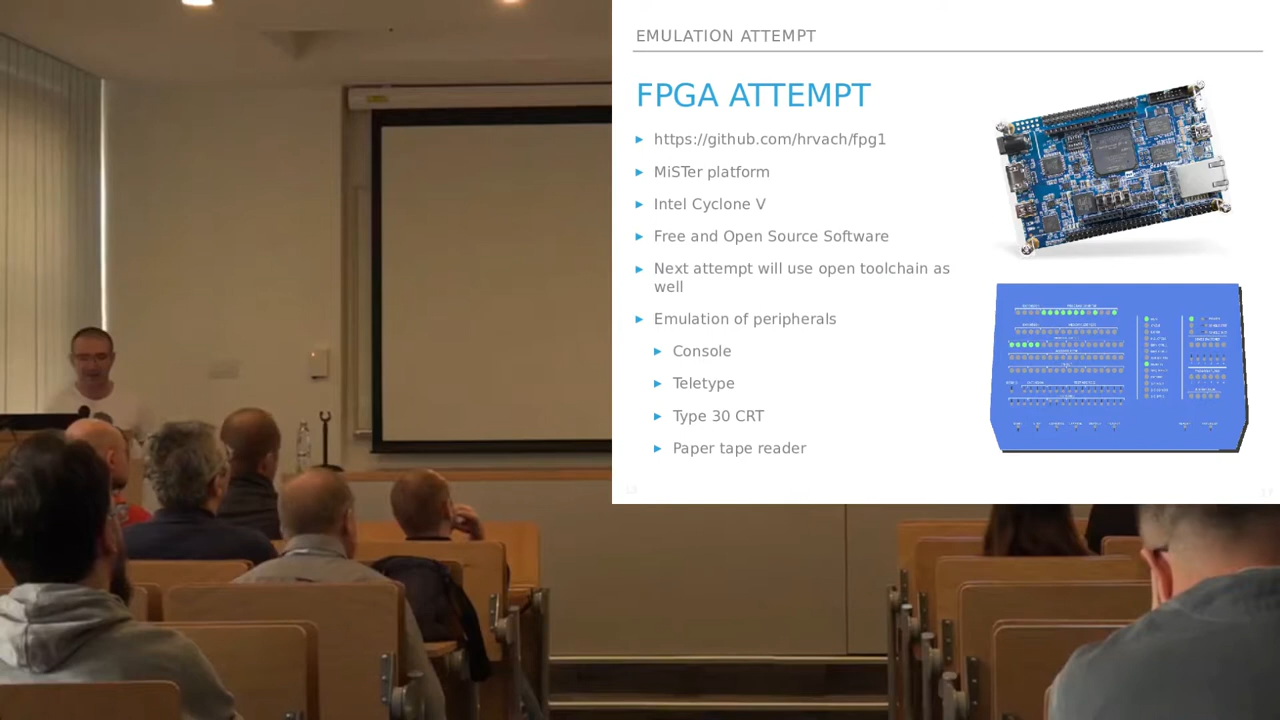 EMULATION ATTEMPT
FPGA ATTEMPT
https://github.com/hrvach/fpg1
MiSTer platform
Intel Cyclone V
Free and Open Source Software
Next attempt will use open toolchain as
well
Emulation of peripherals
Console
Teletype
Type 30 CRT
Paper tape reader